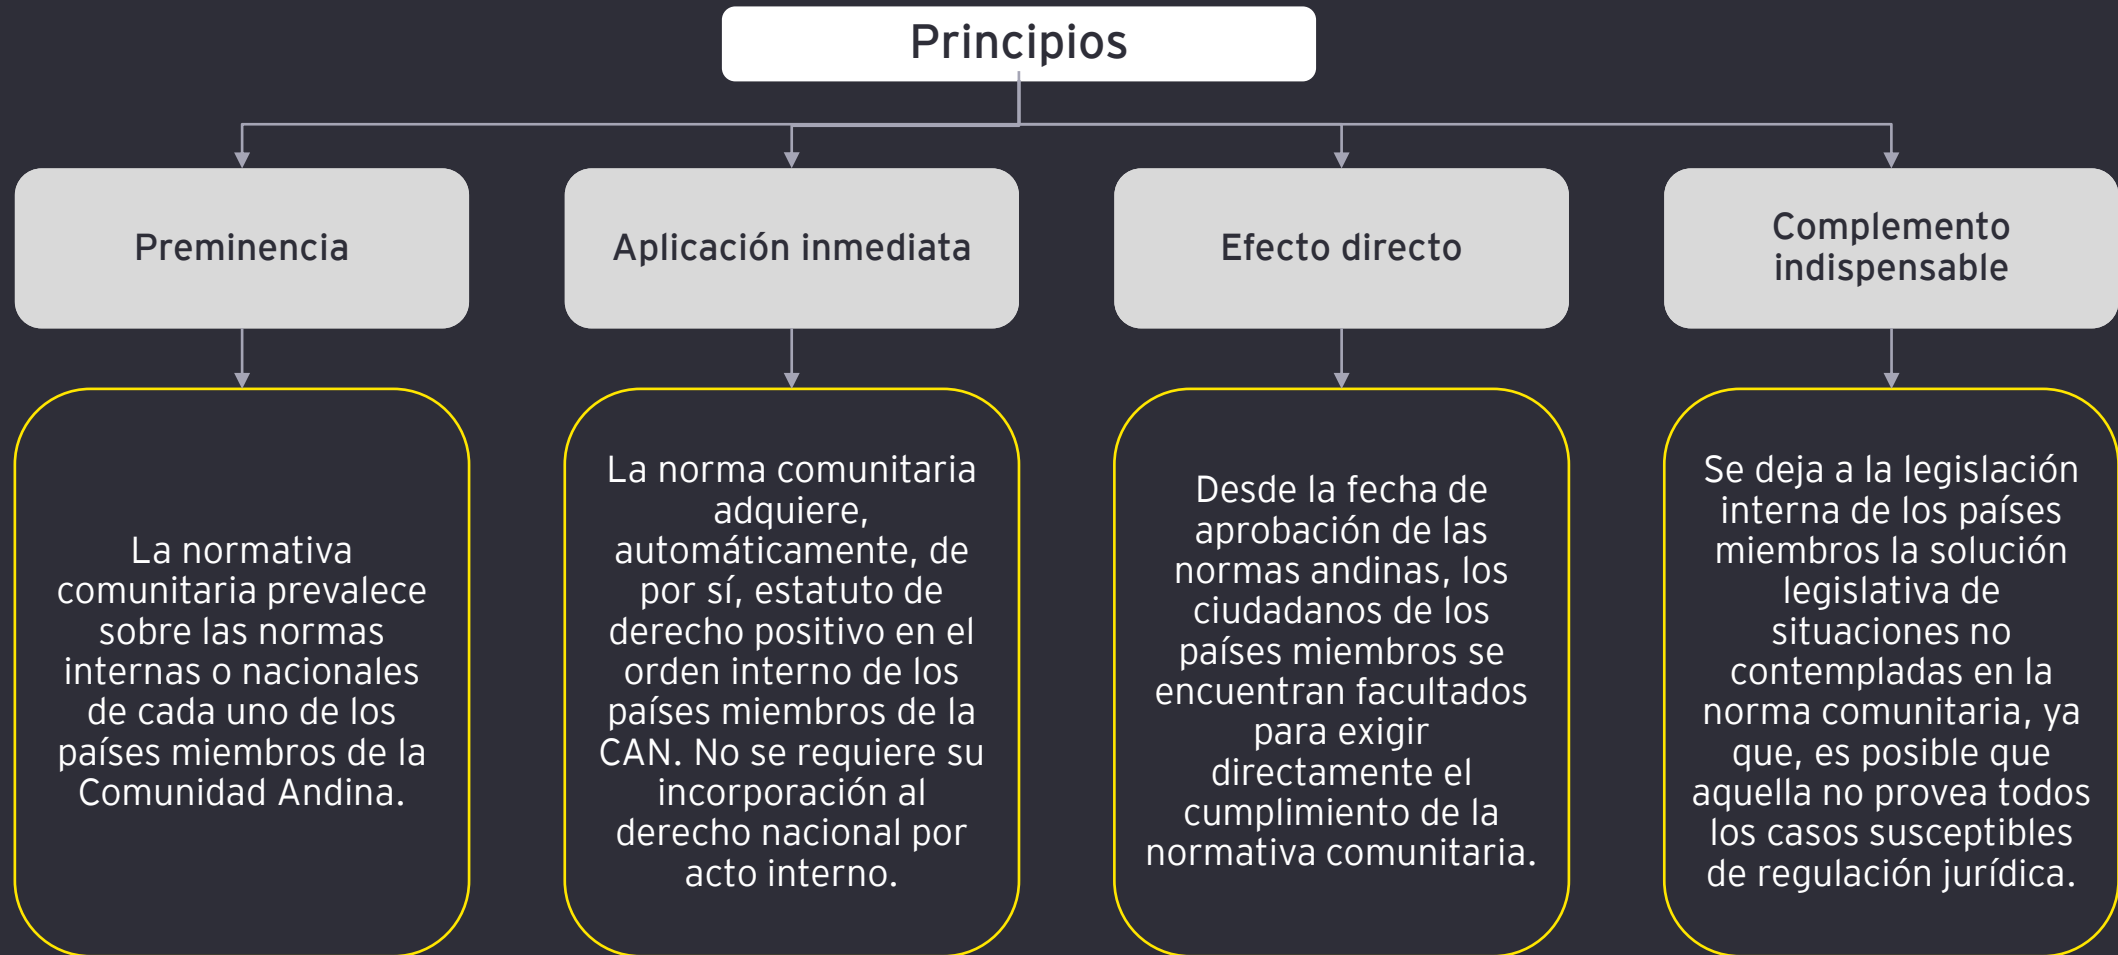 Principios
Preminencia
Aplicación inmediata
Efecto directo
Complemento
indispensable
La normativa
comunitaria prevalece
sobre las normas
internas o nacionales
de cada uno de los
países miembros de la
Comunidad Andina.
La norma comunitaria
adquiere,
automáticamente, de
por sí, estatuto de
derecho positivo en el
orden interno de los
países miembros de la
CAN. No se requiere su
incorporación al
derecho nacional por
acto interno.
Desde la fecha de
aprobación de las
normas andinas, los
ciudadanos de los
países miembros se
encuentran facultados
para exigir
directamente el
cumplimiento de la
normativa comunitaria.
Se deja a la legislación
interna de los países
miembros la solución
legislativa de
situaciones no
contempladas en la
norma comunitaria, ya
que, es posible que
aquella no provea todos
los casos susceptibles
de regulación jurídica.